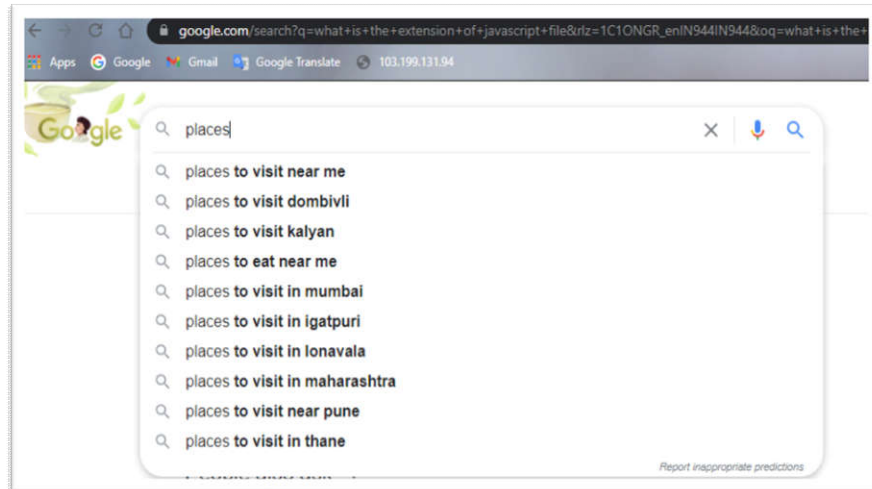 google.com/search?q=what+is+the+extension+of+javascript+file&rlz=1C1ONGR_enIN944IN944&oq=what+is+the+
Apps Google Gmail Google Translate 103.199.131.94
Google
places
places to visit near me
places to visit dombivli
places to visit kalyan
places to eat near me
places to visit in mumbai
places to visit in igatpuri
places to visit in lonavala
places to visit in maharashtra
places to visit near pune
places to visit in thane
Report inappropriate predictions